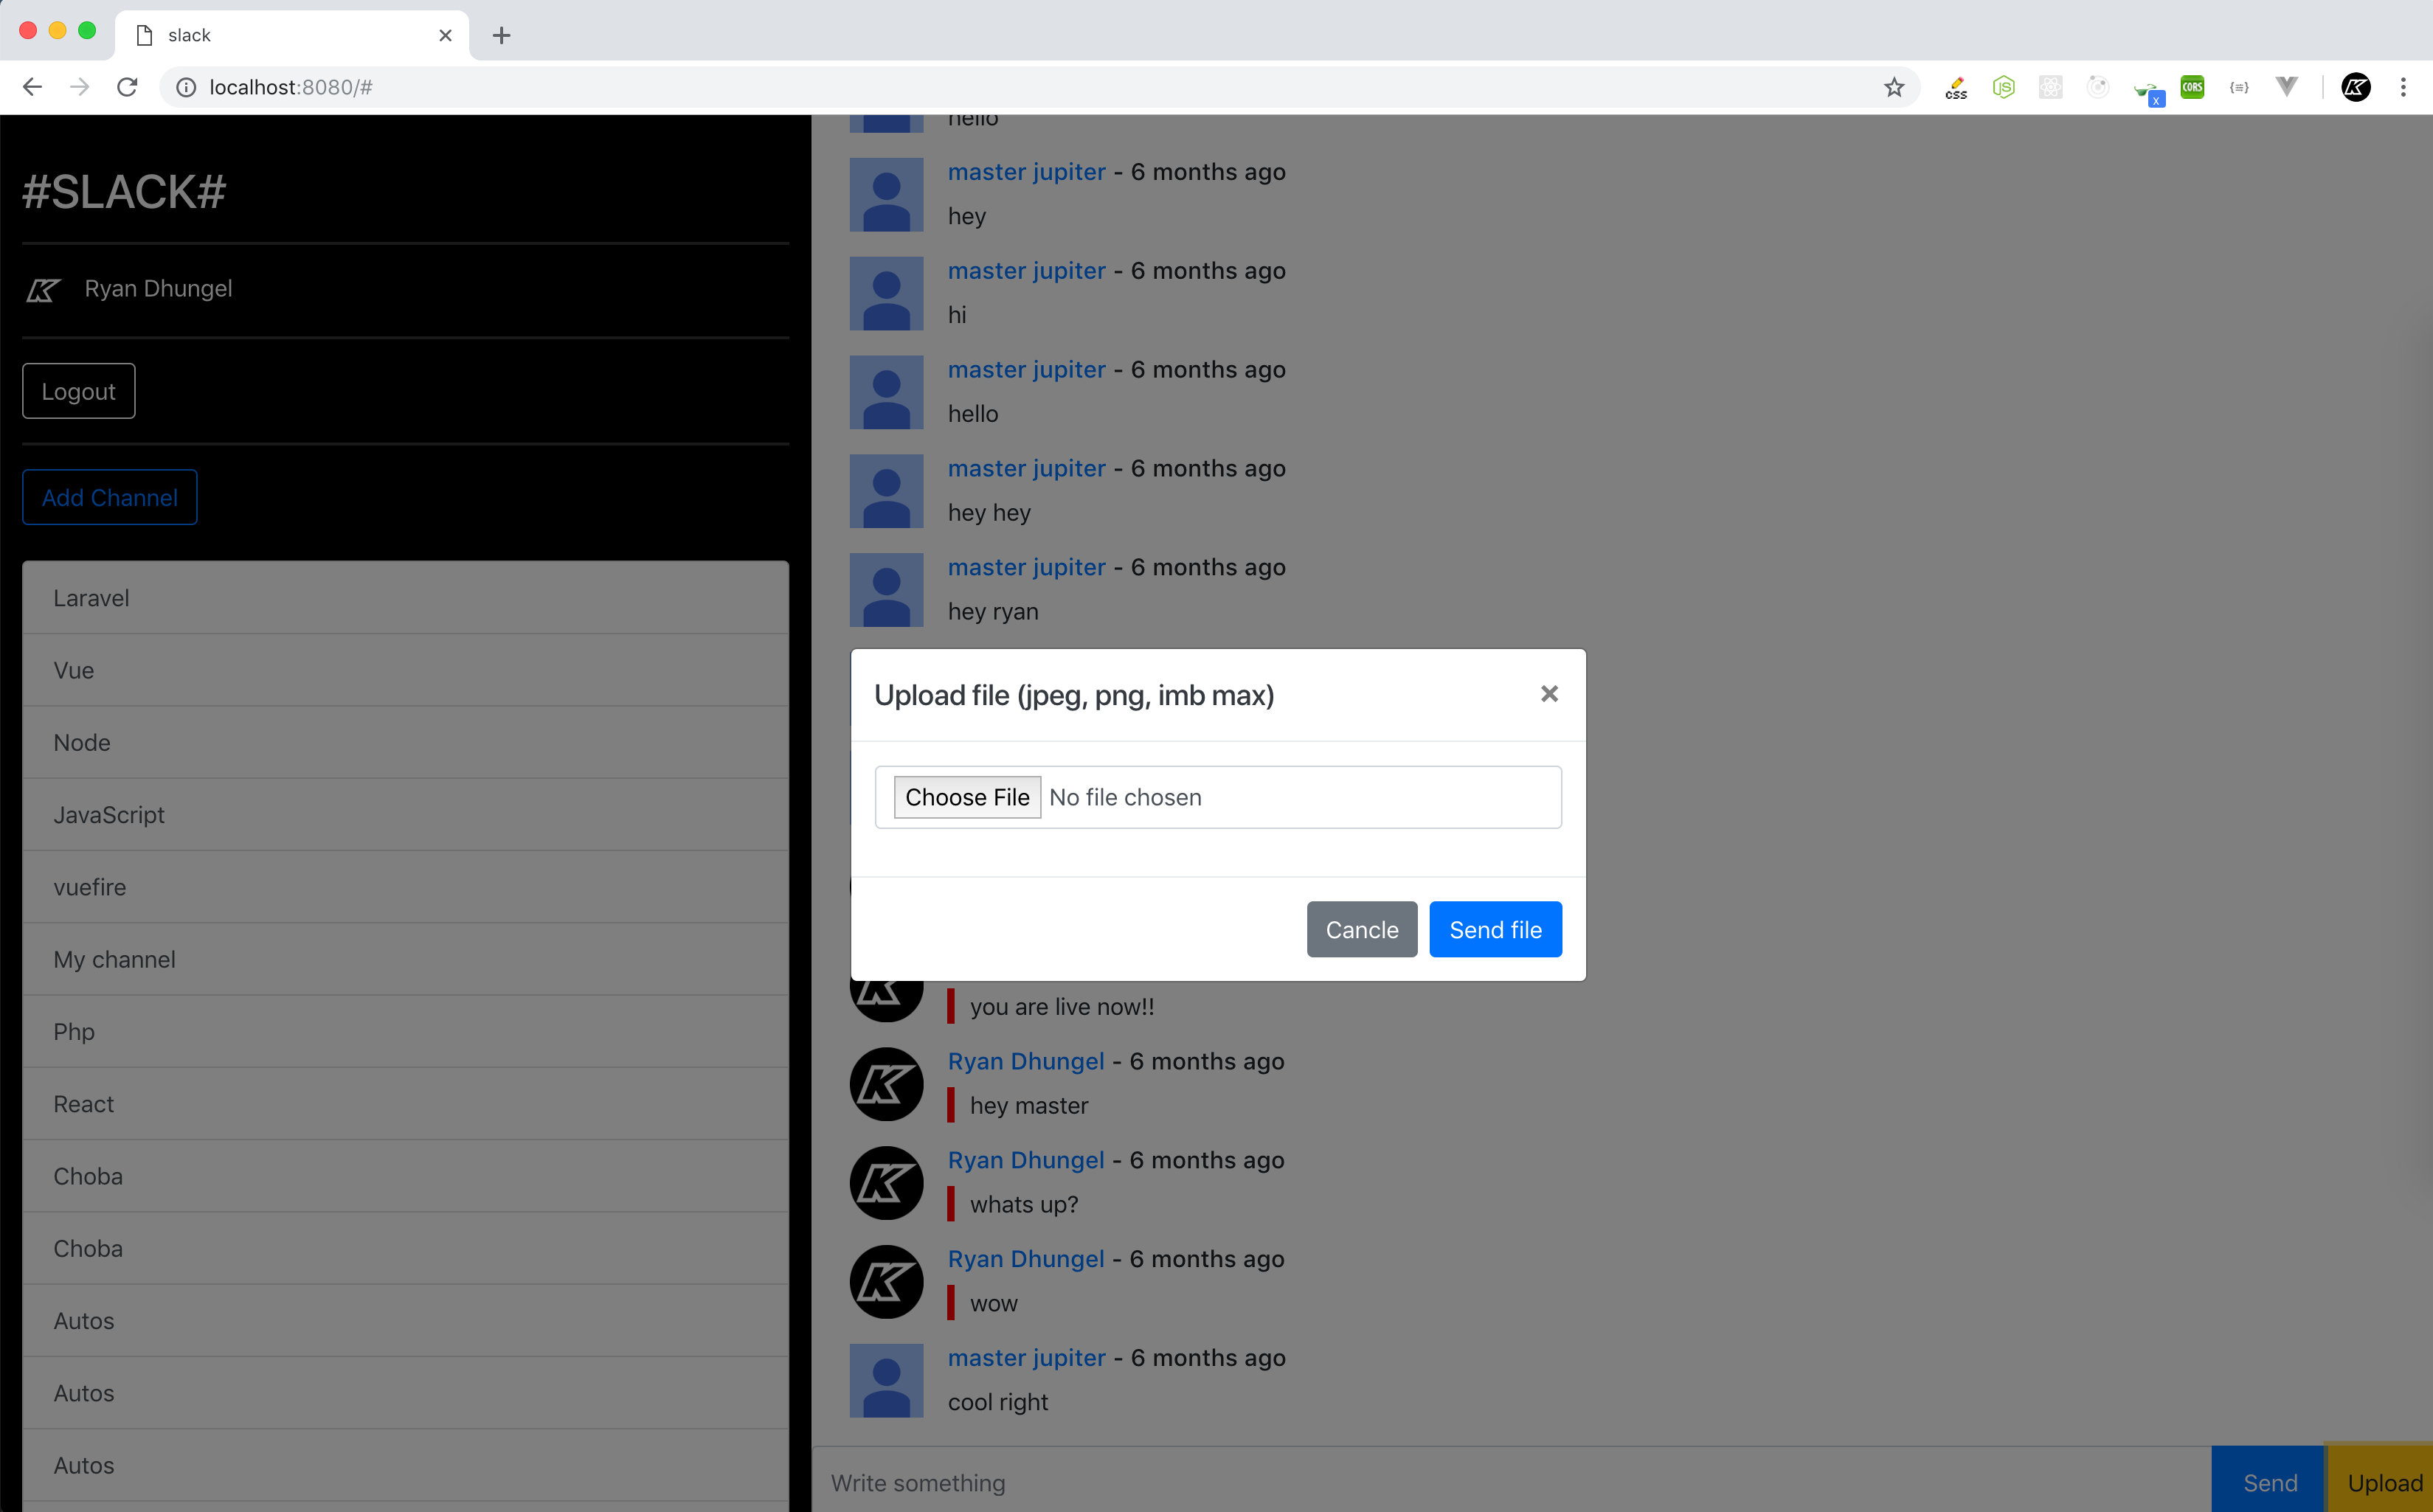 slack
localhost:8080/#
css
JS
x
CORS
#SLACK#
Ryan Dhungel
Logout
Add Channel
Laravel
Vue
Node
JavaScript
vuefire
My channel
Php
React
Choba
Choba
Autos
Autos
Autos
hello
master jupiter - 6 months ago
hey
master jupiter - 6 months ago
hi
master jupiter - 6 months ago
hello
master jupiter - 6 months ago
hey hey
master jupiter - 6 months ago
hey ryan
Upload file (jpeg, png, imb max)
×
Choose File No file chosen
Cancle Send file
you are live now!!
Ryan Dhungel - 6 months ago
hey master
Ryan Dhungel - 6 months ago
whats up?
Ryan Dhungel - 6 months ago
wow
master jupiter - 6 months ago
cool right
Write something
Send Upload